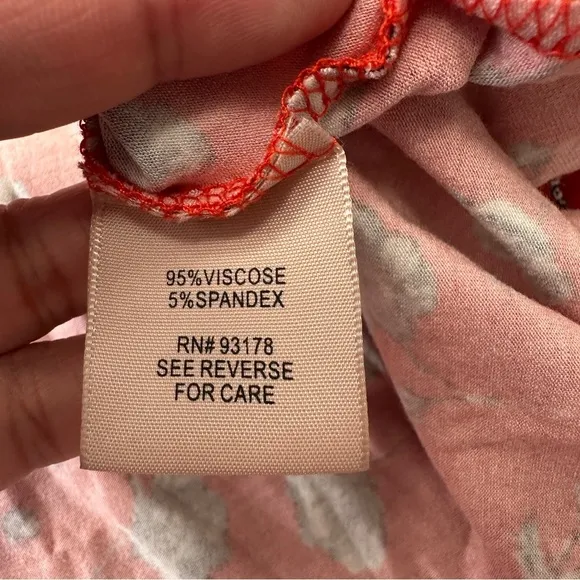 95%VISCOSE
5%SPANDEX
RN# 93178
SEE REVERSE
FOR CARE